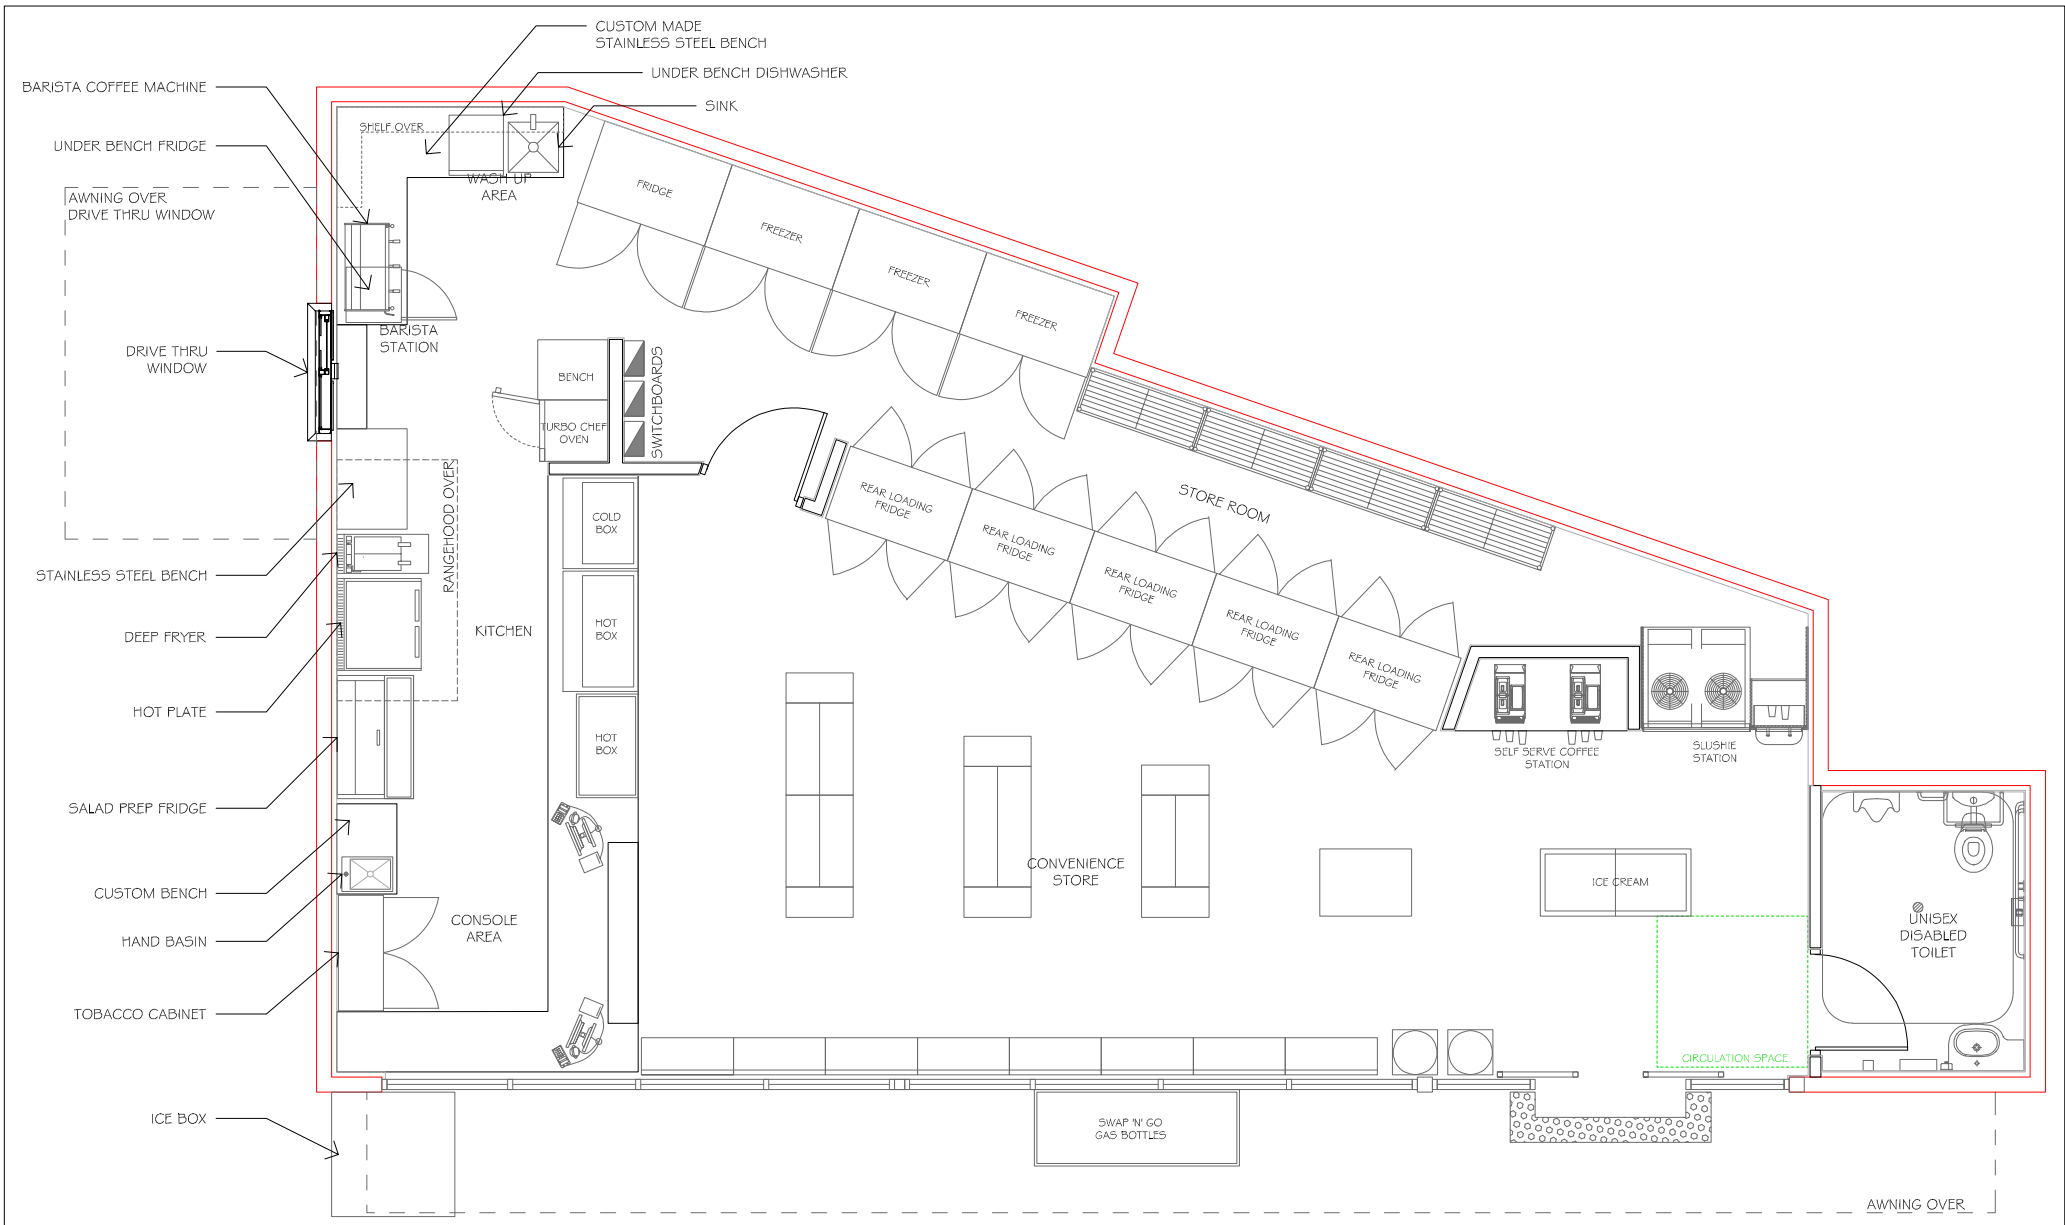 CUSTOM MADE
STAINLESS STEEL BENCH
UNDER BENCH DISHWASHER
SINK
BARISTA COFFEE MACHINE
UNDER BENCH FRIDGE
AWNING OVER
DRIVE THRU WINDOW
DRIVE THRU
WINDOW
STAINLESS STEEL BENCH
DEEP FRYER
HOT PLATE
SALAD PREP FRIDGE
CUSTOM BENCH
HAND BASIN
TOBACCO CABINET
ICE BOX
SHELF OVER
WASH UP
AREA
BARISTA
STATION
FRIDGE
FREEZER
FREEZER
FREEZER
BENCH
TURBO CHEF
OVEN
SWITCHBOARDS
RANGEHOOD OVER
KITCHEN
COLD
BOX
HOT
BOX
HOT
BOX
CONSOLE
AREA
STORE ROOM
REAR LOADING
FRIDGE
REAR LOADING
FRIDGE
REAR LOADING
FRIDGE
REAR LOADING
FRIDGE
REAR LOADING
FRIDGE
SELF SERVE COFFEE
STATION
SLUSHIE
STATION
CONVENIENCE
STORE
ICE CREAM
UNISEX
DISABLED
TOILET
CIRCULATION SPACE
SWAP 'N' GO
GAS BOTTLES
AWNING OVER